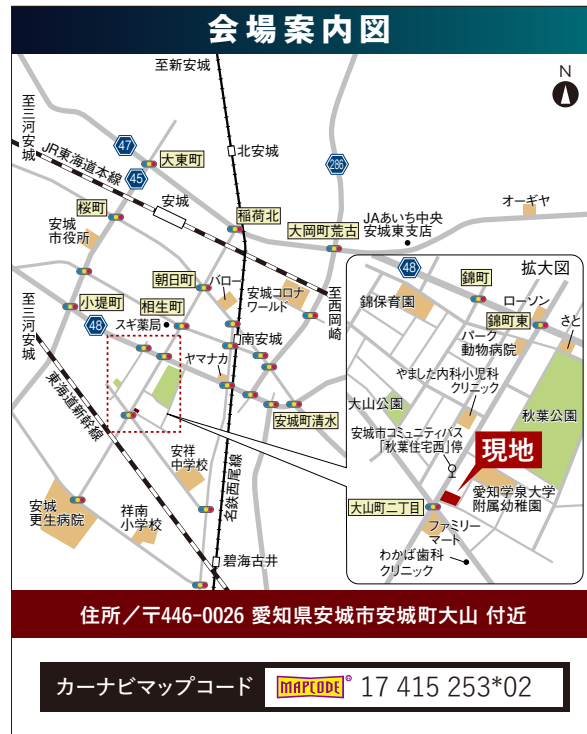 会場案内図
至新安城
N
至三河安城
47
大東町
北安城
286
45
JR東海道本線
安城
オーギヤ
桜町
稲荷北
大岡町荒古
JAあいち中央
安城東支店
安城
市役所
48
拡大図
朝日町
バロー
安城コロナ
ワールド
至西岡崎
錦町
錦保育園
ローソン
至三河安城
小堤町
相生町
錦町東
さと
48
スギ薬局
南安城
パーク
動物病院
ヤマナカ
やました内科小児科
クリニック
東海道新幹線
大山公園
秋葉公園
安城町清水
安城市コミュニティバス
「秋葉住宅西」停
現地
安祥
中学校
名鉄西尾線
愛知学泉大学
附属幼稚園
大山町二丁目
安城
更生病院
祥南
小学校
ファミリー
マート
わかば歯科
クリニック
碧海古井
住所／〒446-0026 愛知県安城市安城町大山 付近
カーナビマップコード MAPCODE® 17 415 253*02